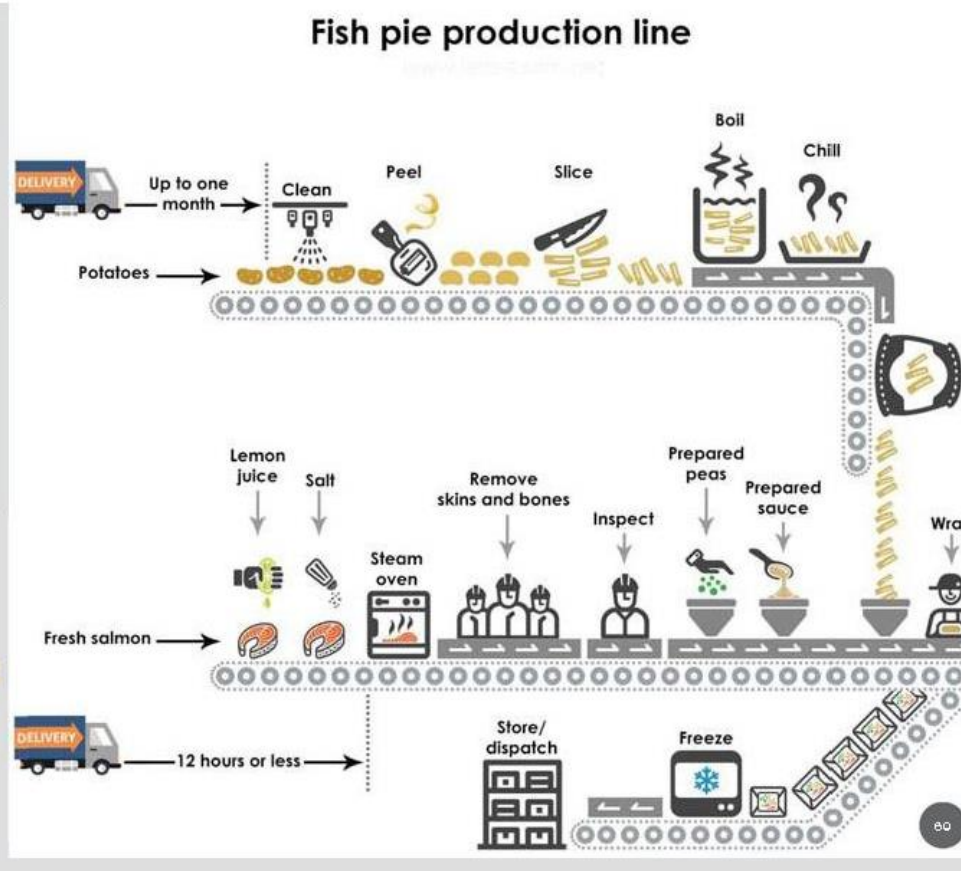 Fish pie production line
Boil
Chill
Peel
Slice
DELIVERY
Up to one
month
Clean
Potatoes
Lemon
juice
Salt
Remove
skins and bones
Prepared
peas
Prepared
sauce
Inspect
Wra
Steam
oven
Fresh salmon
DELIVERY
12 hours or less
Store/
dispatch
Freeze